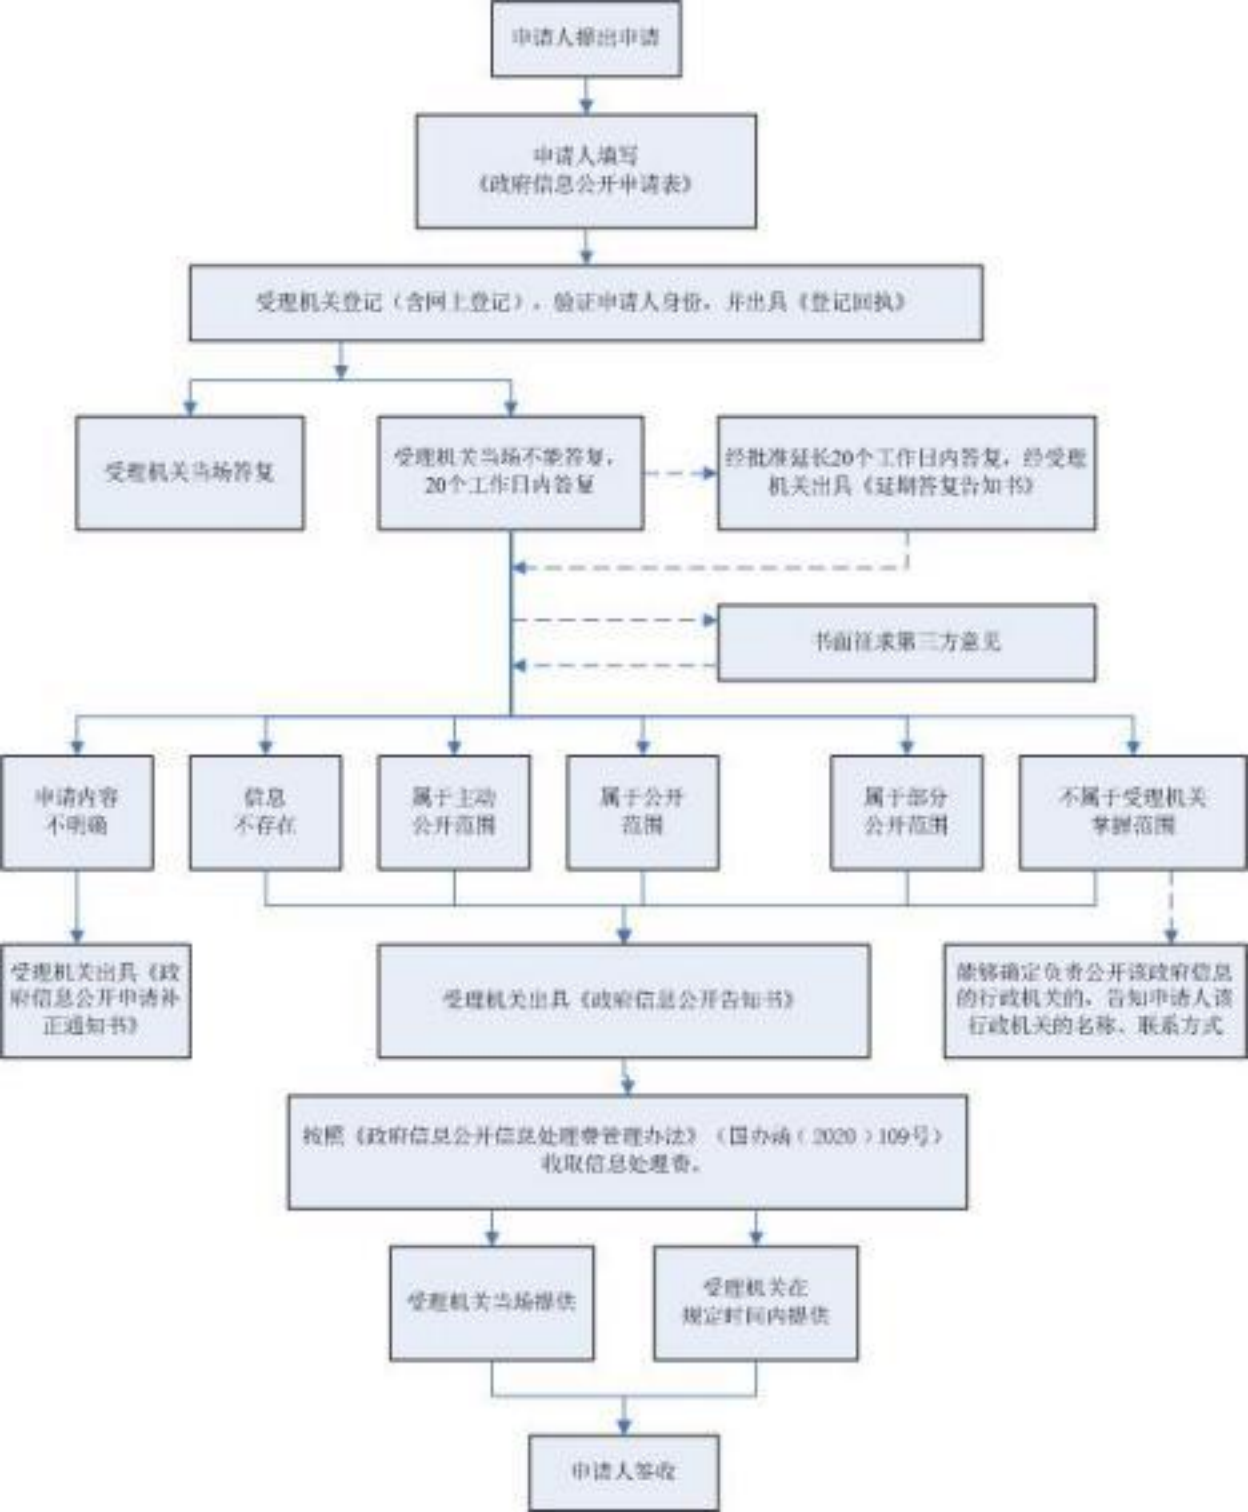 申请人提出申请
申请人填写
《政府信息公开申请表》
受理机关登记（含网上登记），验证申请人身份，并出具《登记回执》
受理机关当场答复
受理机关当场不能答复，
20个工作日内答复
经批准延长20个工作日内答复，经受理
机关出具《延期答复告知书》
书面征求第三方意见
申请内容
不明确
信息
不存在
属于主动
公开范围
属于公开
范围
属于部分
公开范围
不属于受理机关
掌握范围
受理机关出具《政
府信息公开申请补
正通知书》
受理机关出具《政府信息公开告知书》
能够确定负责公开该政府信息
的行政机关的，告知申请人该
行政机关的名称、联系方式
按照《政府信息公开信息处理费管理办法》（国办函﹝2020﹞109号）
收取信息处理费。
受理机关当场提供
受理机关在
规定时间内提供
申请人签收